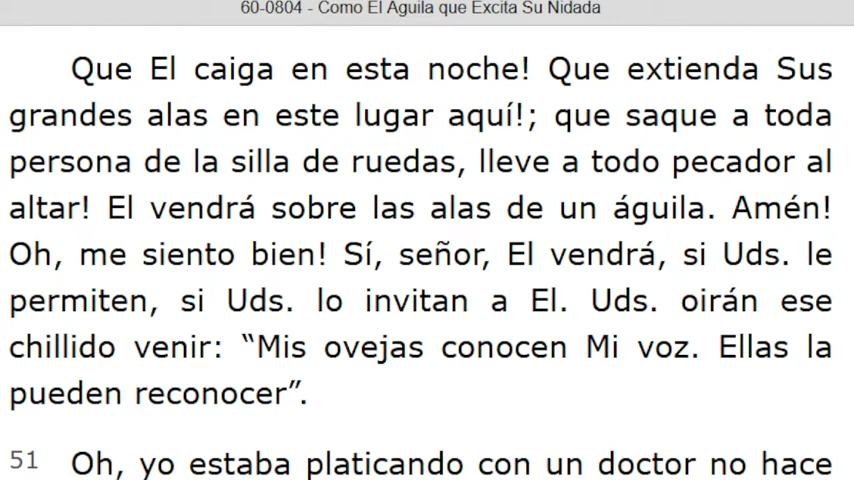 60-0804 - Como El Aguila que Excita Su Nidada
Que El caiga en esta noche! Que extienda Sus
grandes alas en este lugar aquí!; que saque a toda
persona de la silla de ruedas, lleve a todo pecador al
altar! El vendrá sobre las alas de un águila. Amén!
Oh, me siento bien! Sí, señor, El vendrá, si Uds. le
permiten, si Uds. lo invitan a El. Uds. oirán ese
chillido venir: “Mis ovejas conocen Mi voz. Ellas la
pueden reconocer”.
51 Oh, yo estaba platicando con un doctor no hace